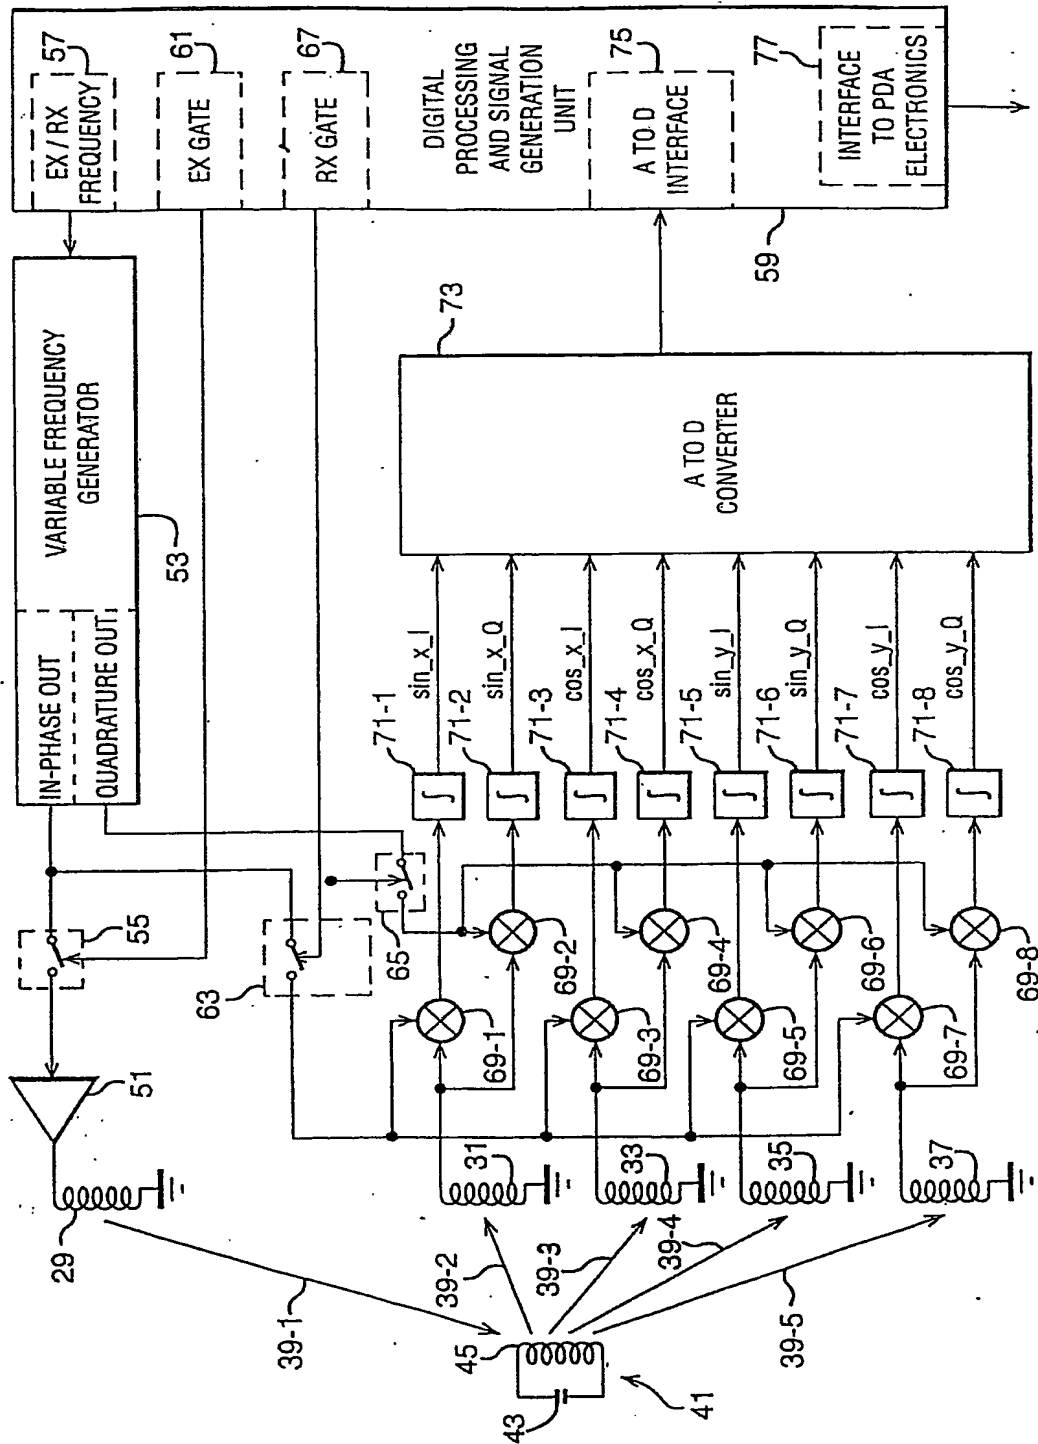 57
EX / RX
FREQUENCY
61
EX GATE
67
RX GATE
DIGITAL
PROCESSING
AND SIGNAL
GENERATION
UNIT
75
A TO D
INTERFACE
77
INTERFACE
TO PDA
ELECTRONICS
59
VARIABLE FREQUENCY
GENERATOR
53
IN-PHASE OUT
QUADRATURE OUT
73
A TO D
CONVERTER
sin_x_I
sin_x_Q
cos_x_I
cos_x_Q
sin_y_I
sin_y_Q
cos_y_I
cos_y_Q
71-1
71-2
71-3
71-4
71-5
71-6
71-7
71-8
∫
∫
∫
∫
∫
∫
∫
∫
55
63
65
69-1
69-2
69-3
69-4
69-5
69-6
69-7
69-8
51
29
31
33
35
37
39-1
39-2
39-3
39-4
39-5
45
43
41